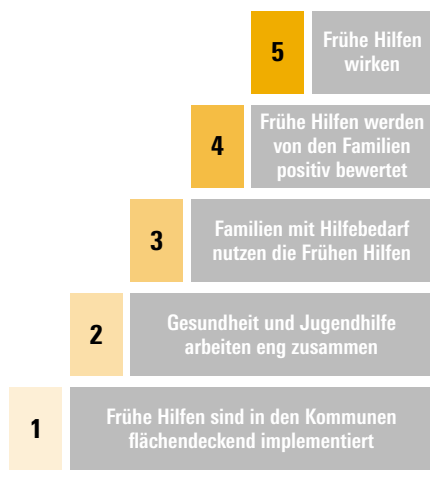 5
Frühe Hilfen
wirken
4
Frühe Hilfen werden
von den Familien
positiv bewertet
3
Familien mit Hilfebedarf
nutzen die Frühen Hilfen
2
Gesundheit und Jugendhilfe
arbeiten eng zusammen
1
Frühe Hilfen sind in den Kommunen
flächendeckend implementiert